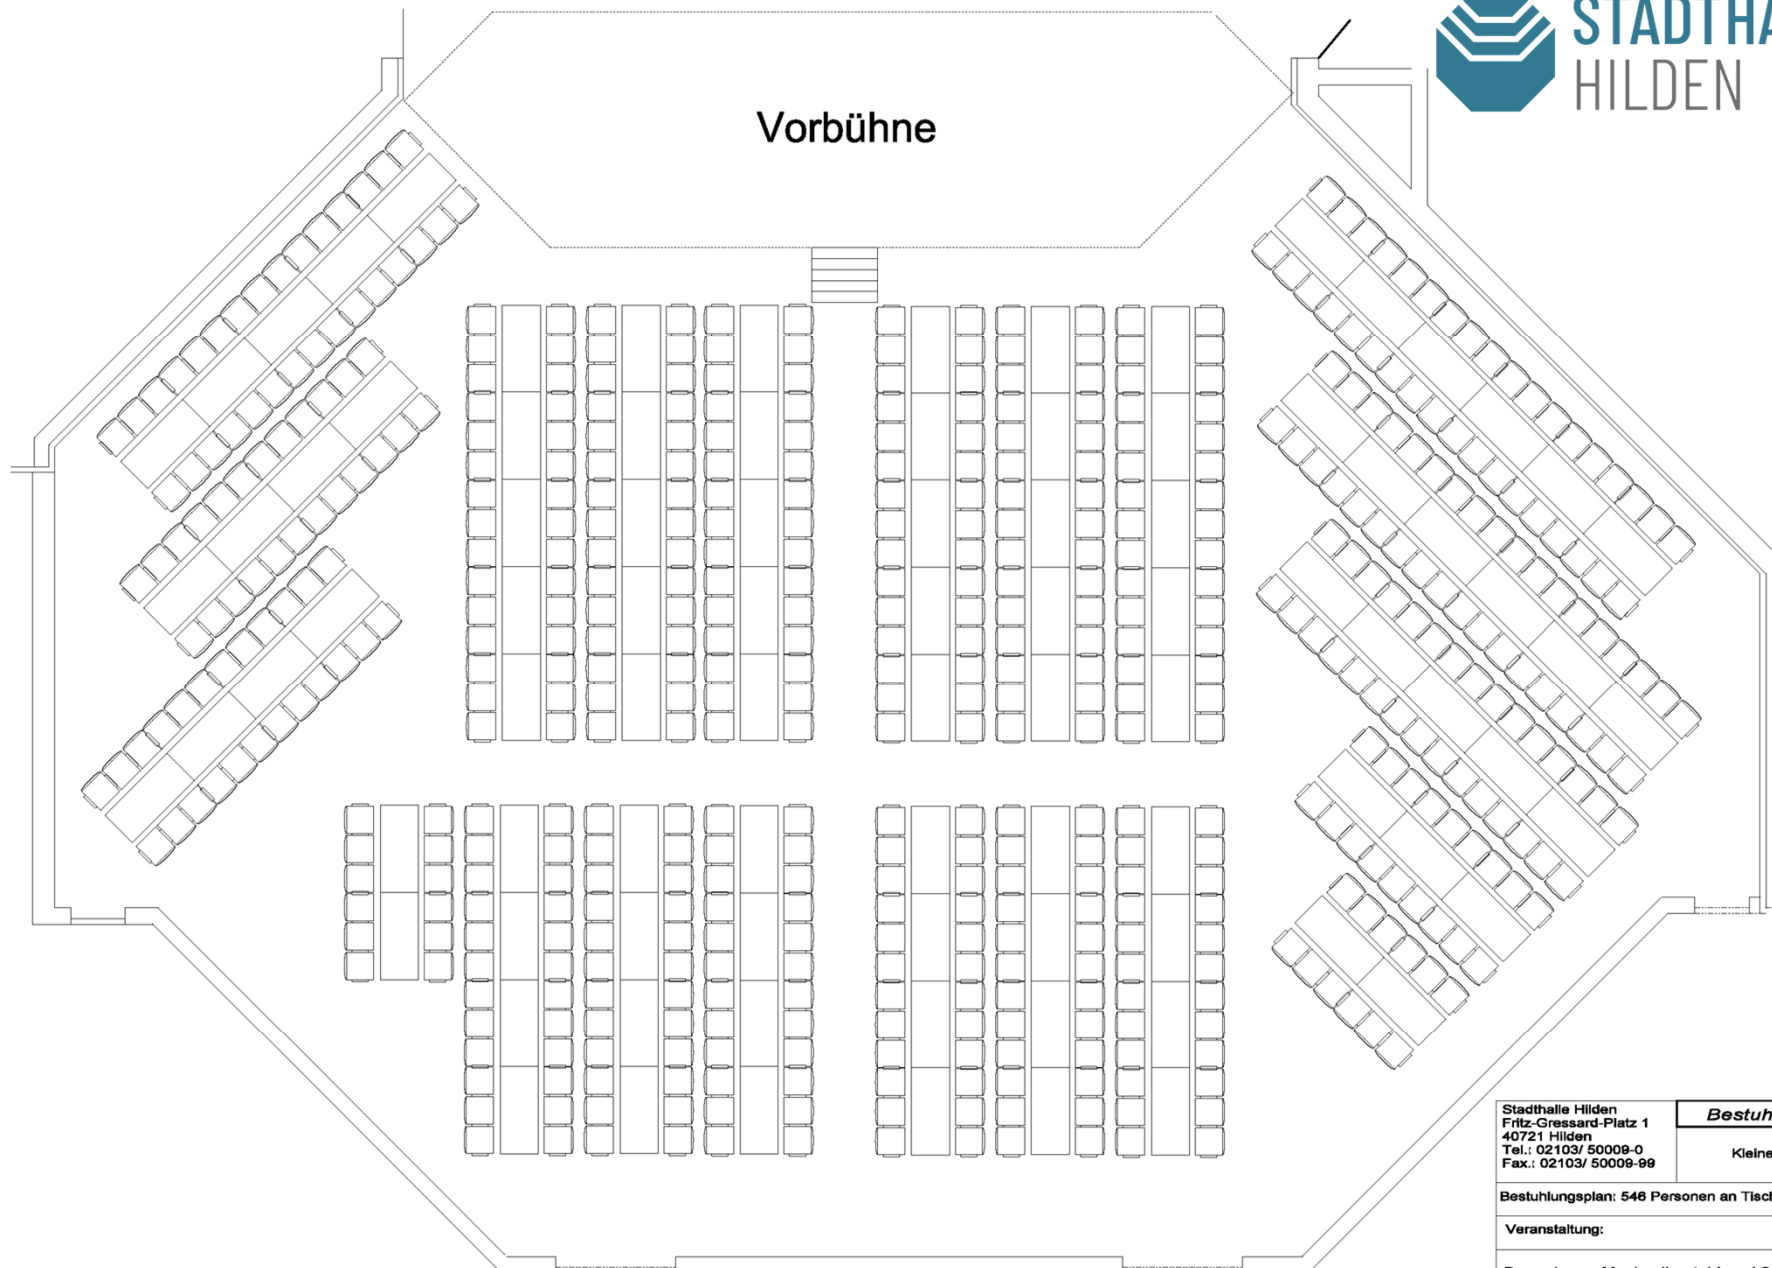 STADTHA
HILDEN
Vorbühne
Stadthalle Hilden
Fritz-Gressard-Platz 1
40721 Hilden
Tel.: 02103/ 50009-0
Fax.: 02103/ 50009-99
Bestuh
Kleine
Bestuhlungsplan: 546 Personen an Tisch
Veranstaltung: